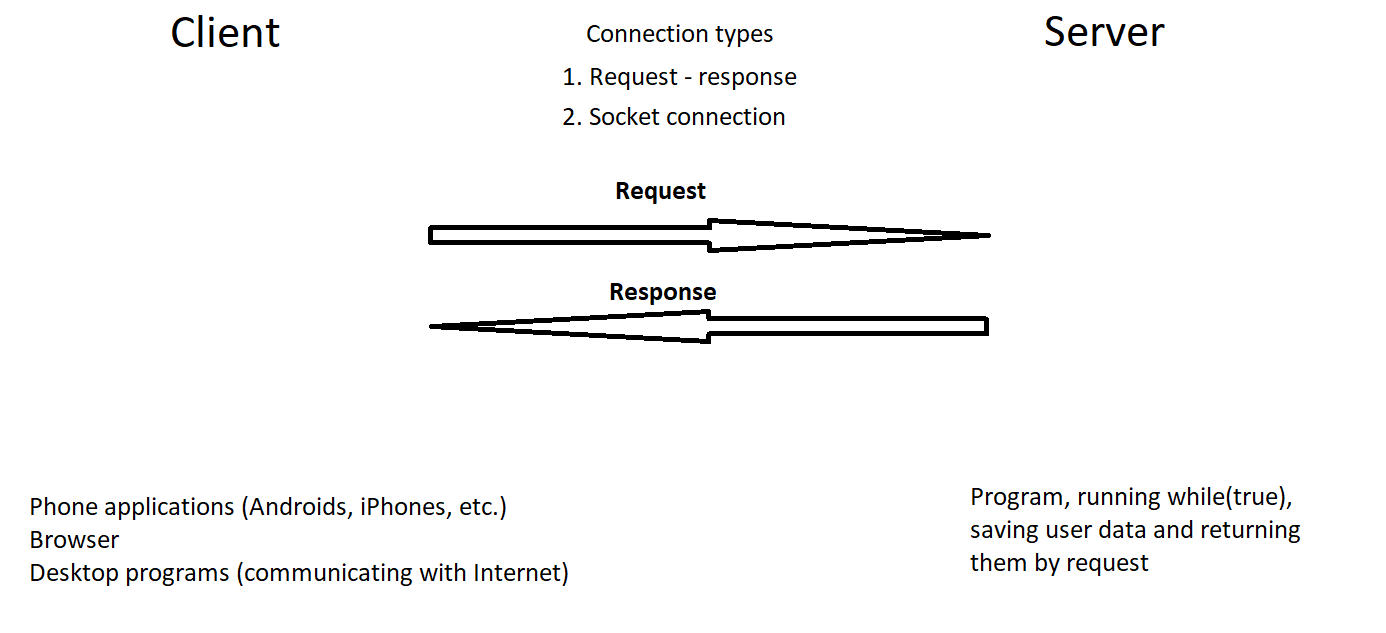 Client
Connection types
Server
1. Request - response
2. Socket connection
Request
Response
Phone applications (Androids, iPhones, etc.)
Browser
Desktop programs (communicating with Internet)
Program, running while(true),
saving user data and returning
them by request